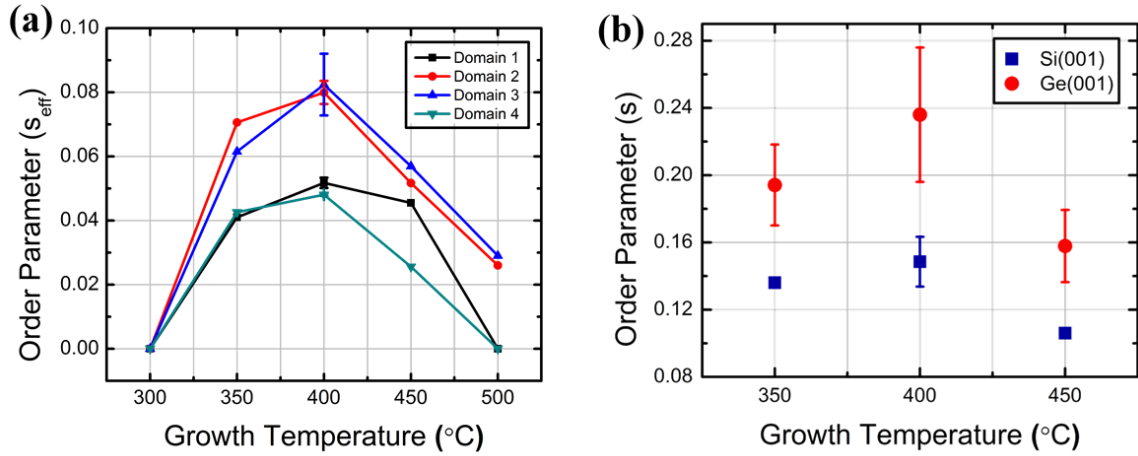 (a)
Order Parameter (s_eff)
0.10
0.08
0.06
0.04
0.02
0.00
Domain 1
Domain 2
Domain 3
Domain 4
300 350 400 450 500
Growth Temperature (°C)
(b)
Order Parameter (s)
0.28
0.24
0.20
0.16
0.12
0.08
Si(001)
Ge(001)
350 400 450
Growth Temperature (°C)